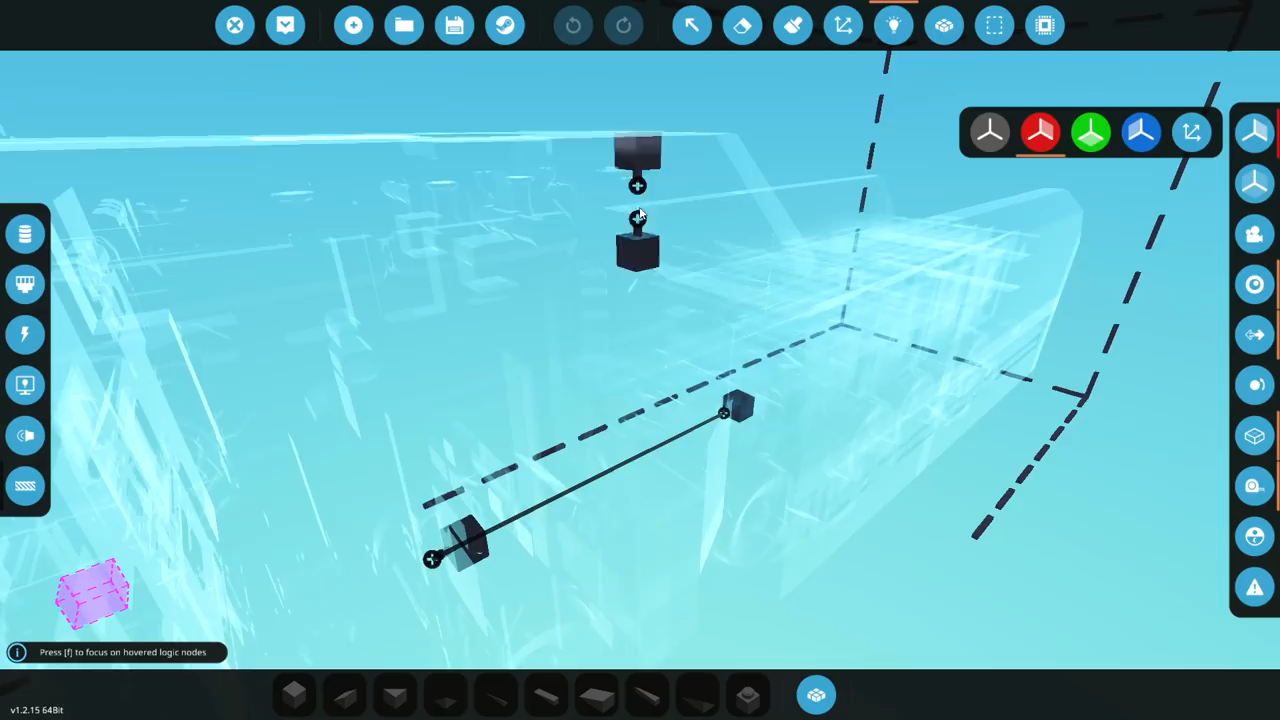 Press [f] to focus on hovered logic nodes
v1.2.15 64Bit